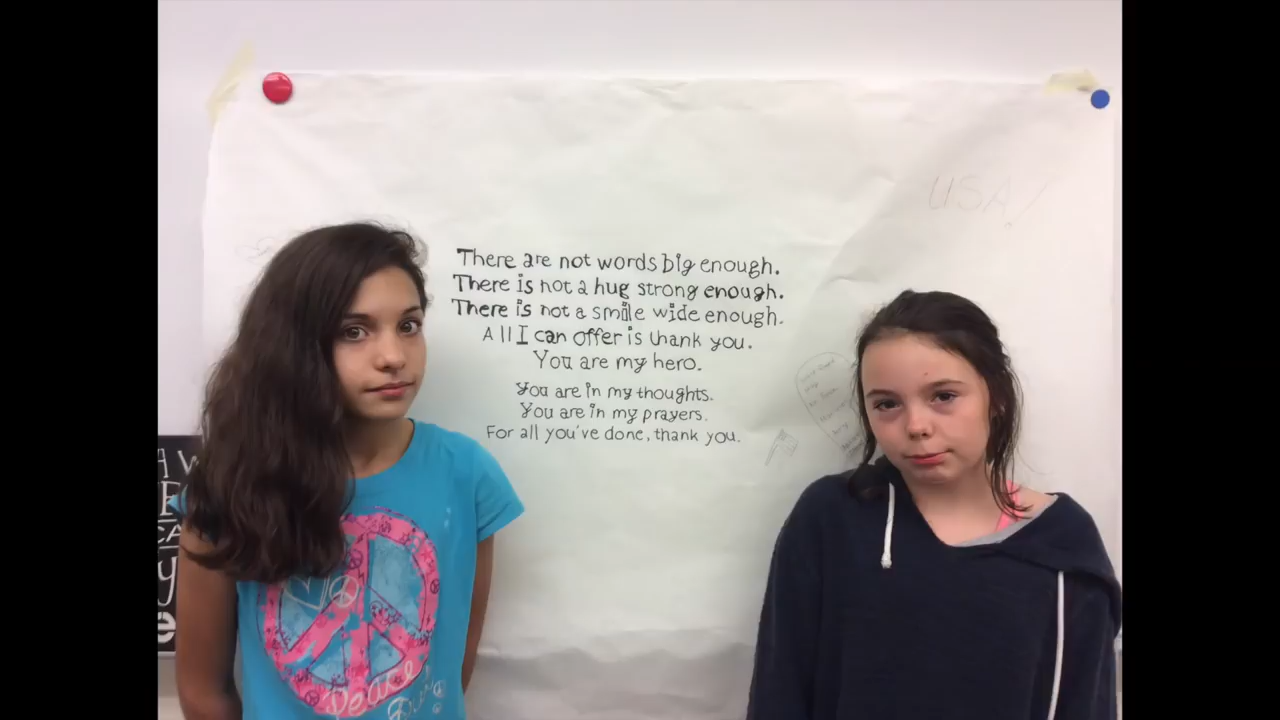 USA!
There are not words big enough.
There is not a hug strong enough.
There is not a smile wide enough.
All I can offer is thank you.
You are my hero.
You are in my thoughts.
You are in my prayers.
For all you've done, thank you.
Peace